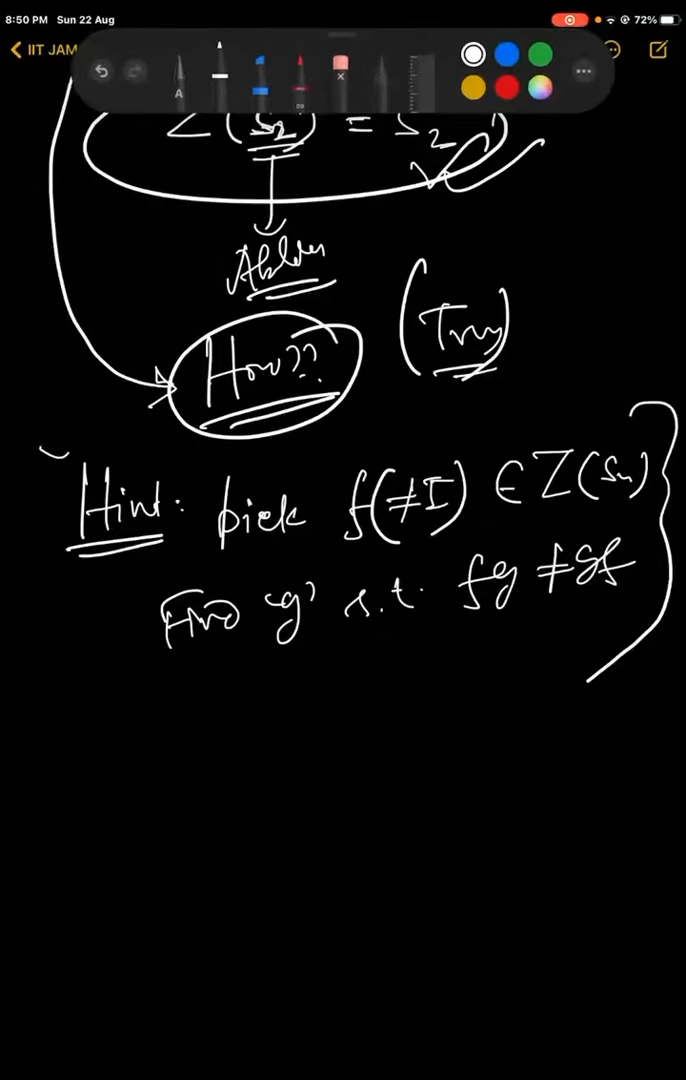 8:50 PM Sun 22 Aug 72%
IIT JAM
Z(S₂) = S₂
Abelian
How??
(Try)
Hint: pick f(≠I) ∈ Z(Sₙ)
Find 'g' s.t. fg ≠ gf